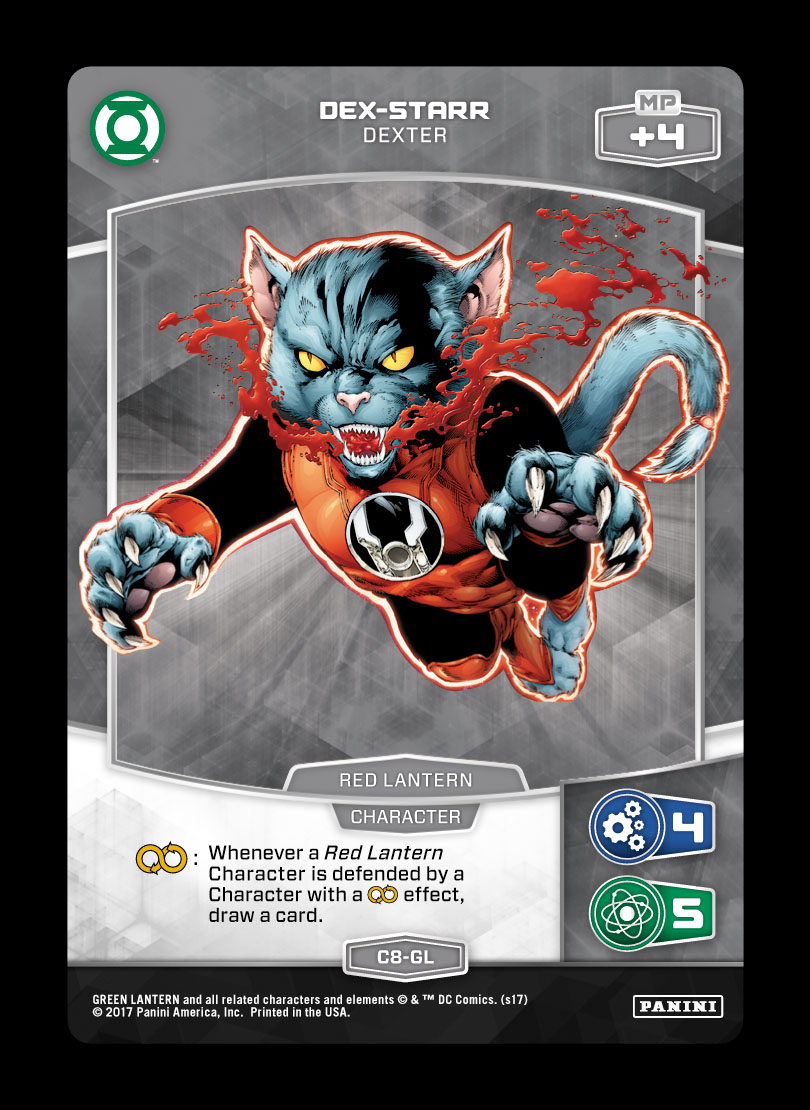 DEX-STARR
DEXTER
MP
+4
™
RED LANTERN
CHARACTER
4
: Whenever a Red Lantern
Character is defended by a
Character with a effect,
draw a card.
5
C8-GL
GREEN LANTERN and all related characters and elements © & ™ DC Comics. (s17)
© 2017 Panini America, Inc. Printed in the USA.
PANINI